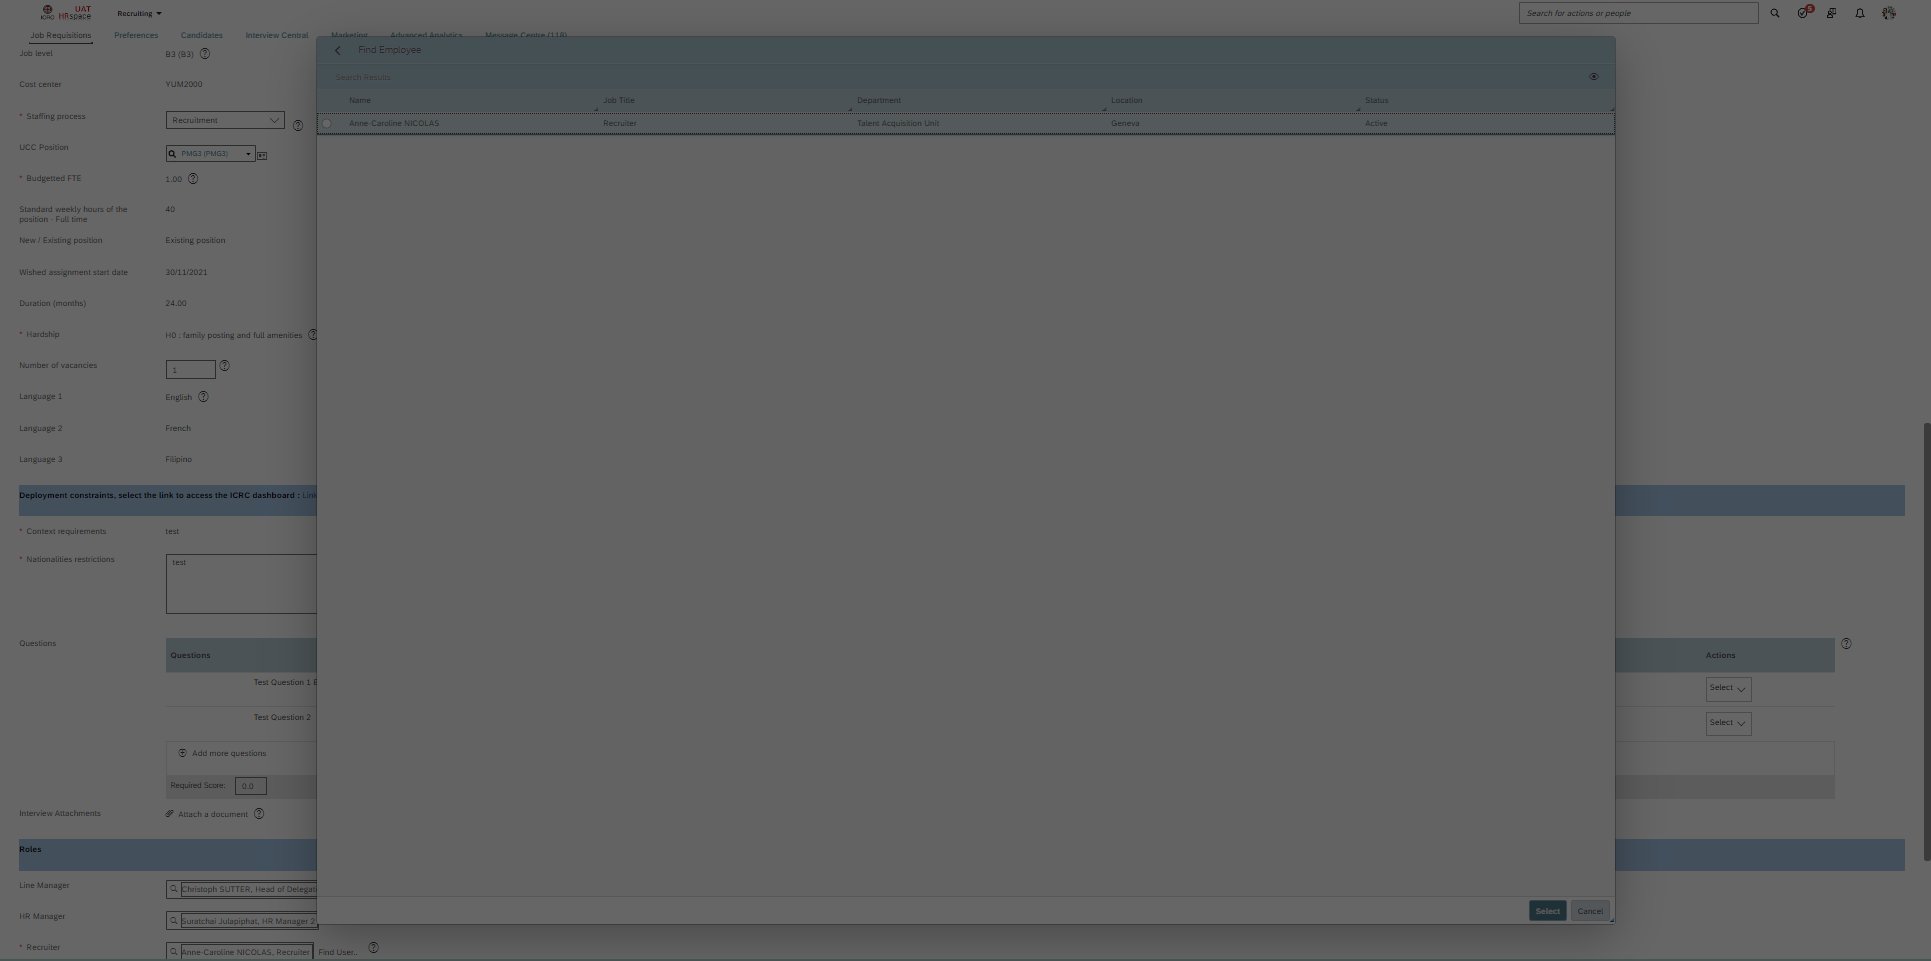 ICRC UAT HRspace
Recruiting
Search for actions or people
5
Job Requisitions Preferences Candidates Interview Central Marketing Advanced Analytics Message Centre (118)
Job level B3 (B3)
Cost center YUM2000
* Staffing process Recruitment
UCC Position PMG3 (PMG3)
* Budgetted FTE 1.00
Standard weekly hours of the
position - Full time 40
New / Existing position Existing position
Wished assignment start date 30/11/2021
Duration (months) 24.00
* Hardship H0 : family posting and full amenities
Number of vacancies 1
Language 1 English
Language 2 French
Language 3 Filipino
Deployment constraints, select the link to access the ICRC dashboard : Link
* Context requirements test
* Nationalities restrictions test
Questions
Questions Actions
Test Question 1 Select
Test Question 2 Select
Add more questions
Required Score: 0.0
Interview Attachments Attach a document
Roles
Line Manager Christoph SUTTER, Head of Delegati
HR Manager Suratchai Julapiphat, HR Manager 2
* Recruiter Anne-Caroline NICOLAS, Recruiter Find User..
Find Employee
Search Results
Name Job Title Department Location Status
Anne-Caroline NICOLAS Recruiter Talent Acquisition Unit Geneva Active
Select Cancel